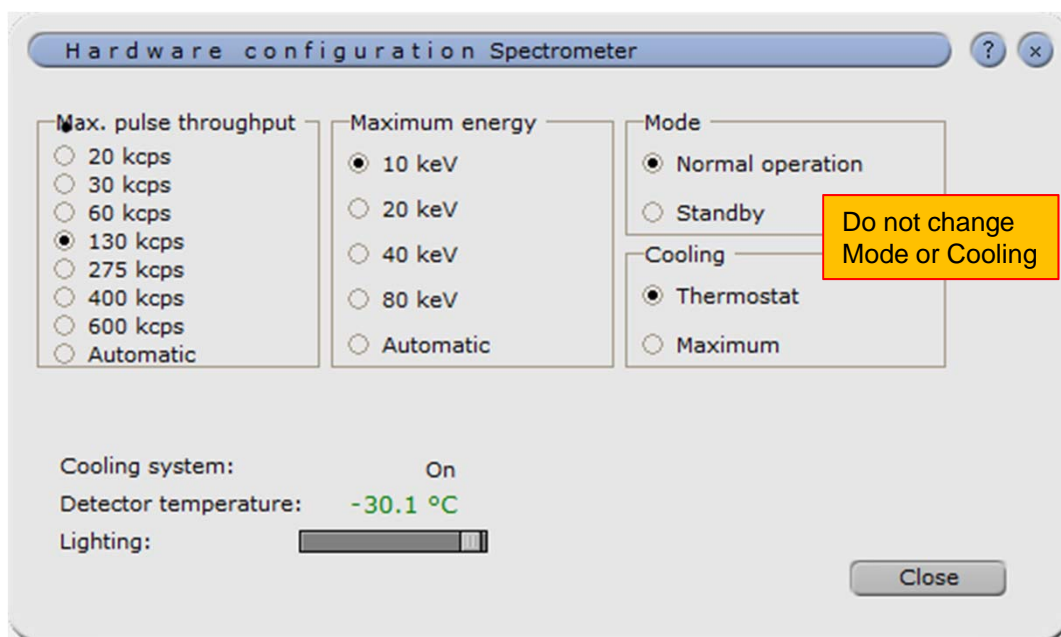 Hardware configuration Spectrometer
?
×
Max. pulse throughput
20 kcps
30 kcps
60 kcps
130 kcps
275 kcps
400 kcps
600 kcps
Automatic
Maximum energy
10 keV
20 keV
40 keV
80 keV
Automatic
Mode
Normal operation
Standby
Do not change
Mode or Cooling
Cooling
Thermostat
Maximum
Cooling system: On
Detector temperature: -30.1 °C
Lighting:
Close